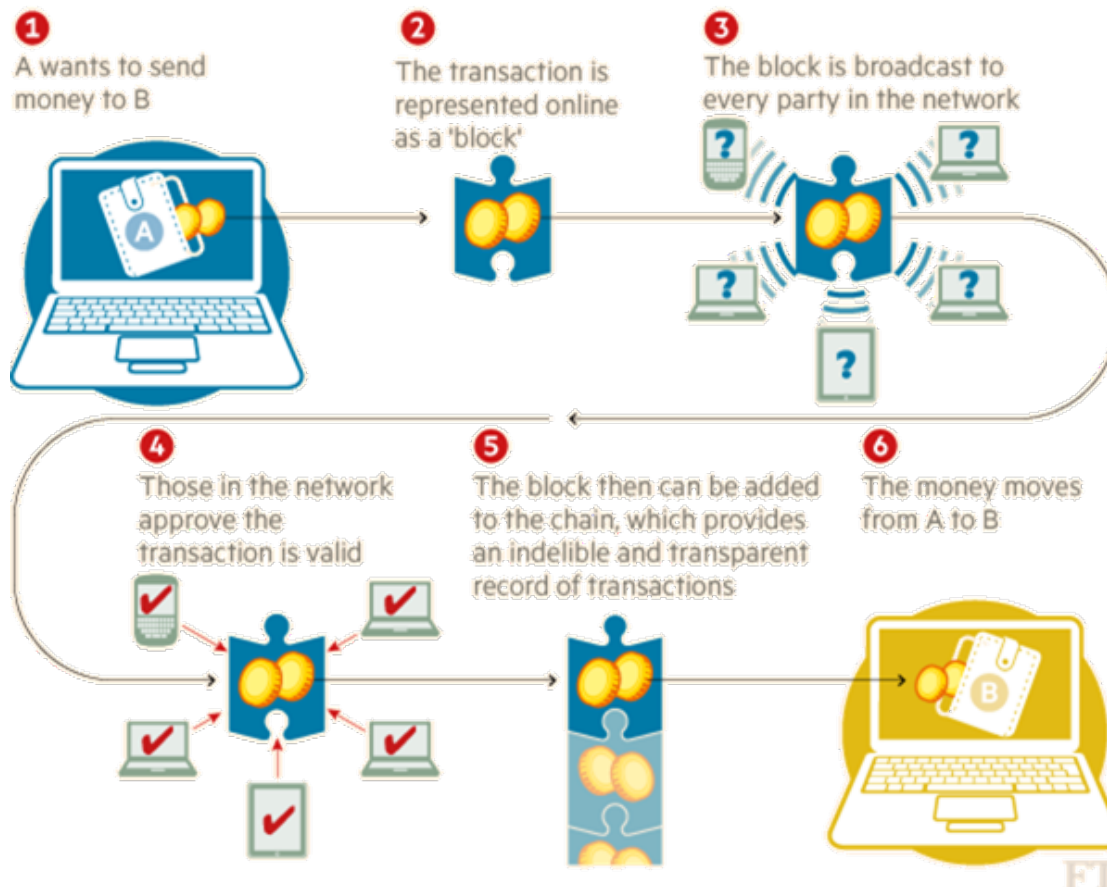 1
A wants to send
money to B
A
2
The transaction is
represented online
as a 'block'
3
The block is broadcast to
every party in the network
?
?
?
?
?
4
Those in the network
approve the
transaction is valid
5
The block then can be added
to the chain, which provides
an indelible and transparent
record of transactions
6
The money moves
from A to B
B